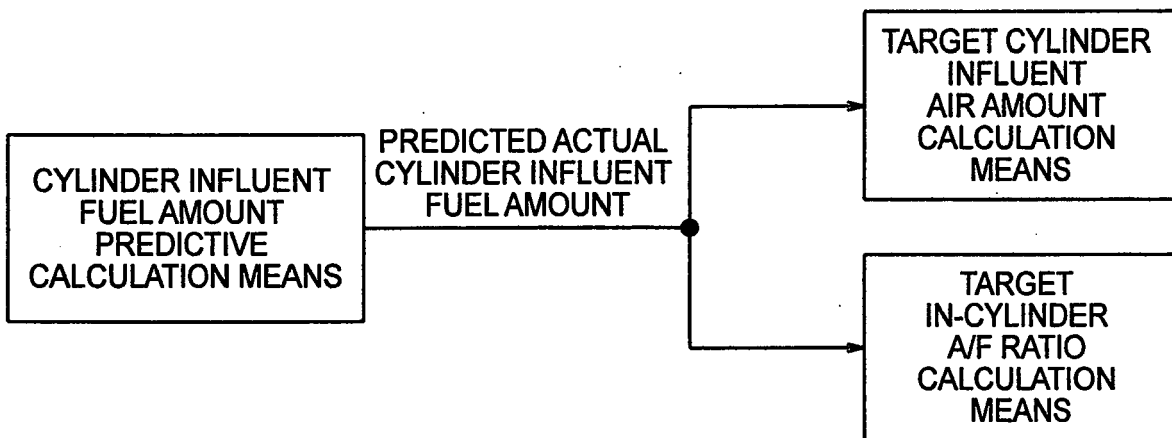 CYLINDER INFLUENT
FUEL AMOUNT
PREDICTIVE
CALCULATION MEANS
PREDICTED ACTUAL
CYLINDER INFLUENT
FUEL AMOUNT
TARGET CYLINDER
INFLUENT
AIR AMOUNT
CALCULATION
MEANS
TARGET
IN-CYLINDER
A/F RATIO
CALCULATION
MEANS